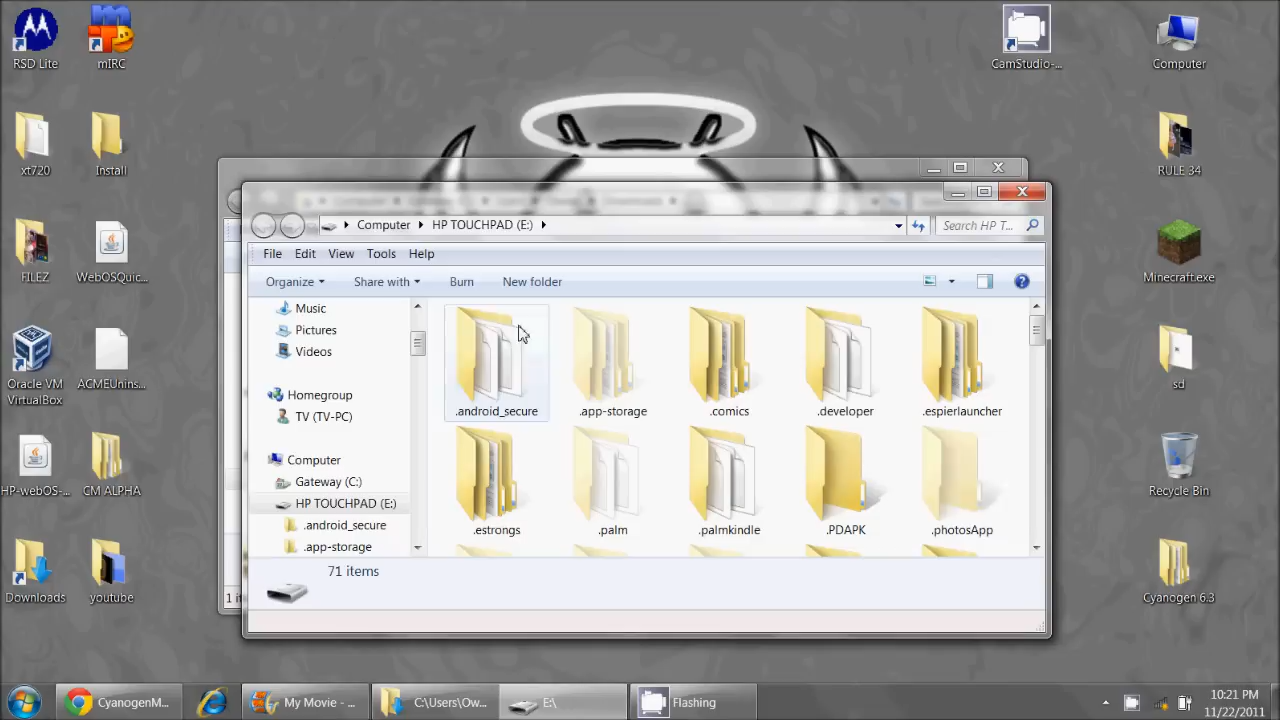 RSD Lite
mIRC
CamStudio-...
Computer
xt720
Install
RULE 34
FILEZ
WebOSQuic...
Minecraft.exe
Oracle VM
VirtualBox
ACMEUnins...
sd
HP-webOS-...
CM ALPHA
Recycle Bin
Downloads
youtube
Cyanogen 6.3
Computer
HP TOUCHPAD (E:)
Search HP T...
File
Edit
View
Tools
Help
Organize
Share with
Burn
New folder
Music
Pictures
Videos
Homegroup
TV (TV-PC)
Computer
Gateway (C:)
HP TOUCHPAD (E:)
.android_secure
.app-storage
.android_secure
.app-storage
.comics
.developer
.espierlauncher
.estrongs
.palm
.palmkindle
.PDAPK
.photosApp
71 items
1 i
CyanogenM...
My Movie - ...
C:\Users\Ow...
E:\
Flashing
10:21 PM
11/22/2011